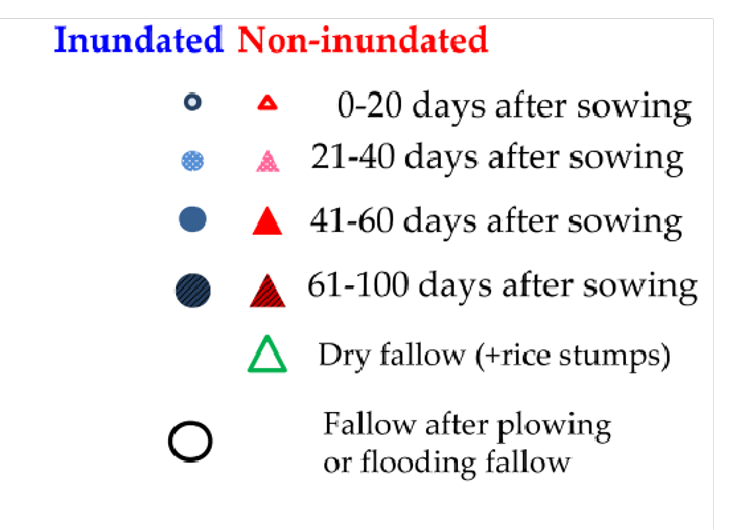 Inundated Non-inundated
0-20 days after sowing
21-40 days after sowing
41-60 days after sowing
61-100 days after sowing
Dry fallow (+rice stumps)
Fallow after plowing
or flooding fallow